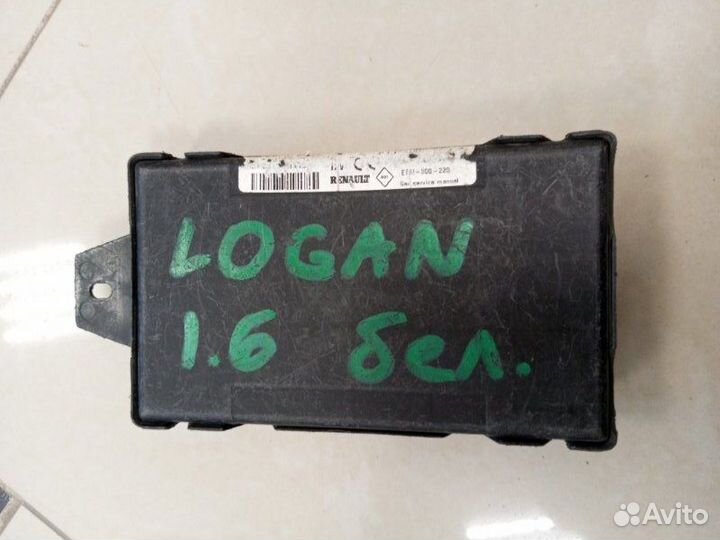 RENAULT
See service manual
LOGAN
1.6 бел.
Avito